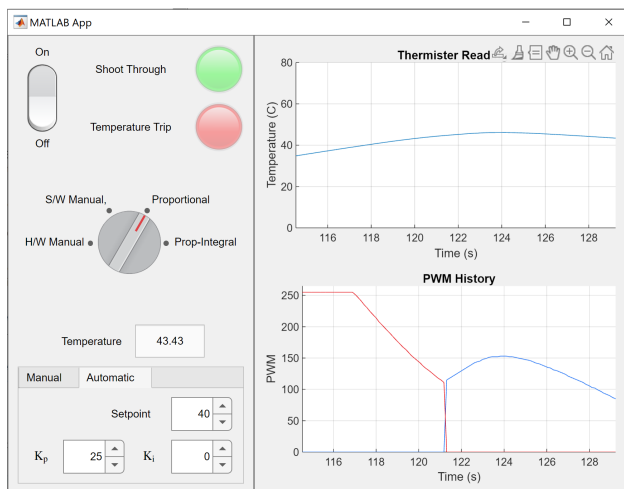 MATLAB App
On
Off
Shoot Through
Temperature Trip
S/W Manual,
Proportional
H/W Manual
Prop-Integral
Temperature
43.43
Manual
Automatic
Setpoint
40
Kp
25
Ki
0
Thermister Read
80
60
40
20
0
Temperature (C)
116 118 120 122 124 126 128
Time (s)
PWM History
250
200
150
100
50
0
PWM
116 118 120 122 124 126 128
Time (s)